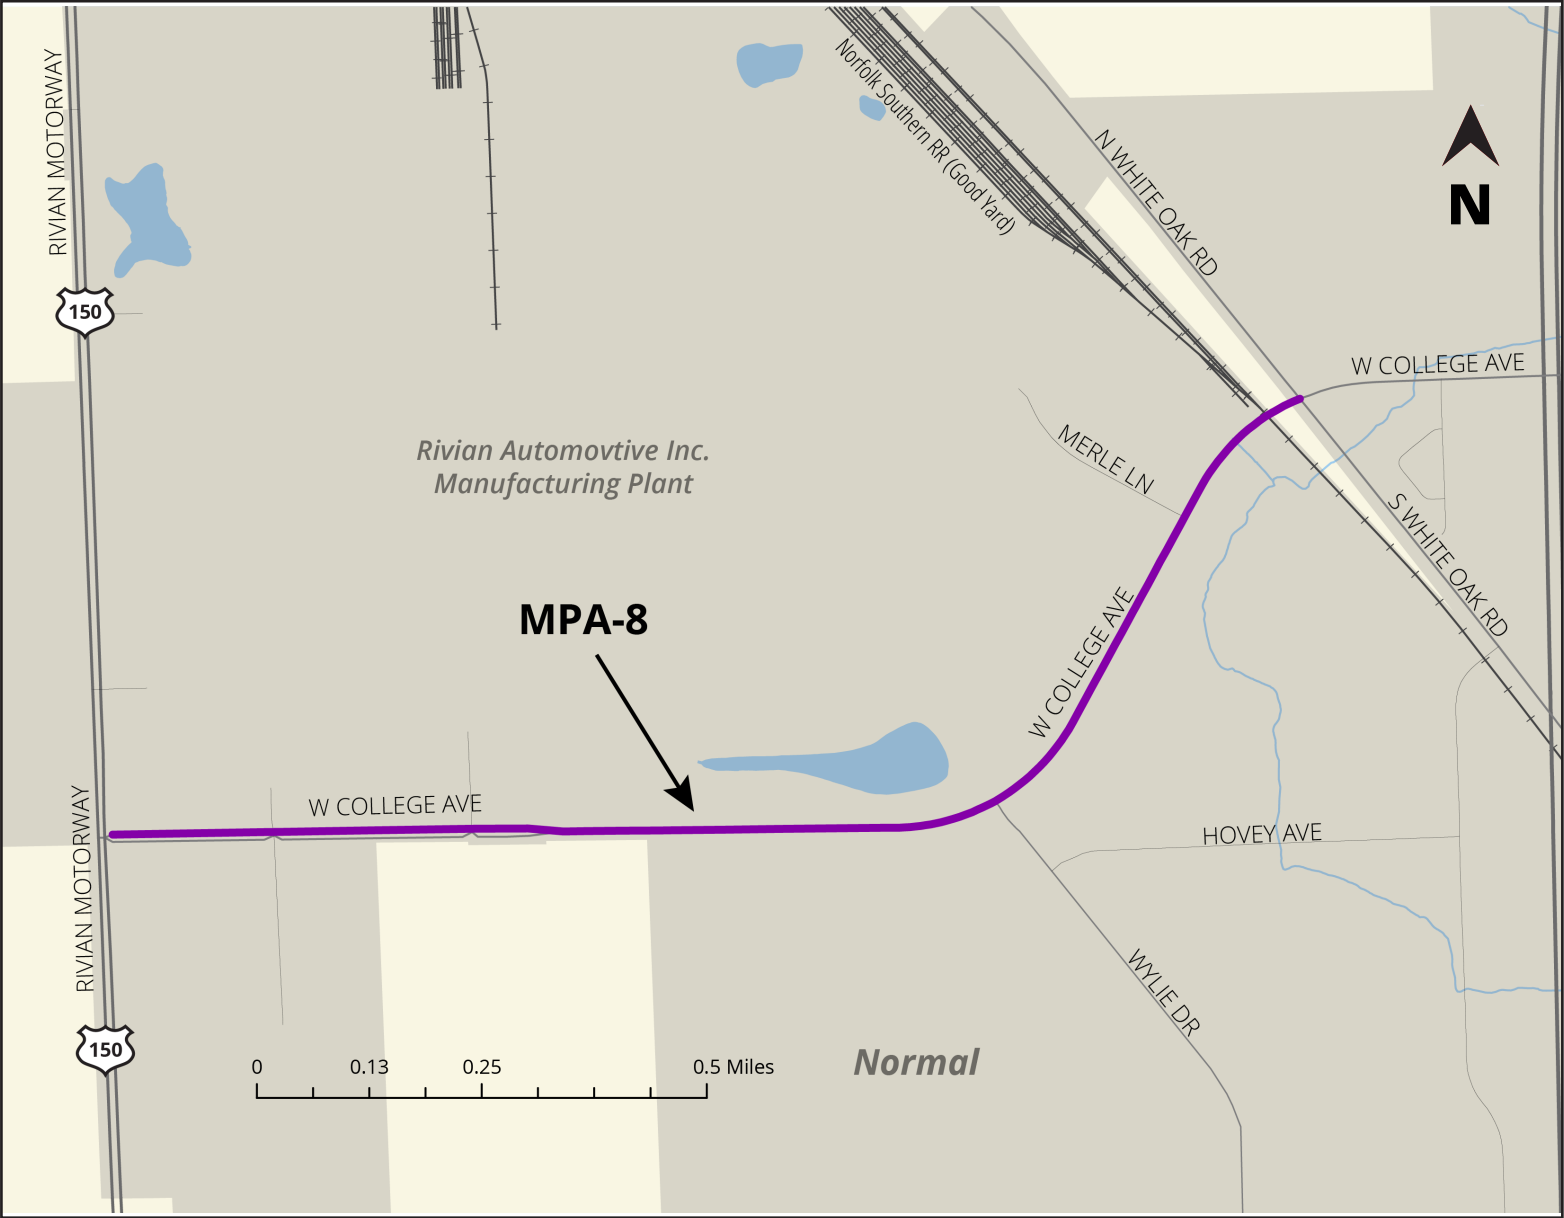 RIVIAN MOTORWAY
Norfolk Southern RR (Good Yard)
N WHITE OAK RD
N
150
W COLLEGE AVE
MERLE LN
Rivian Automovtive Inc.
Manufacturing Plant
S WHITE OAK RD
MPA-8
W COLLEGE AVE
W COLLEGE AVE
RIVIAN MOTORWAY
HOVEY AVE
WYLIE DR
150
Normal
0 0.13 0.25 0.5 Miles